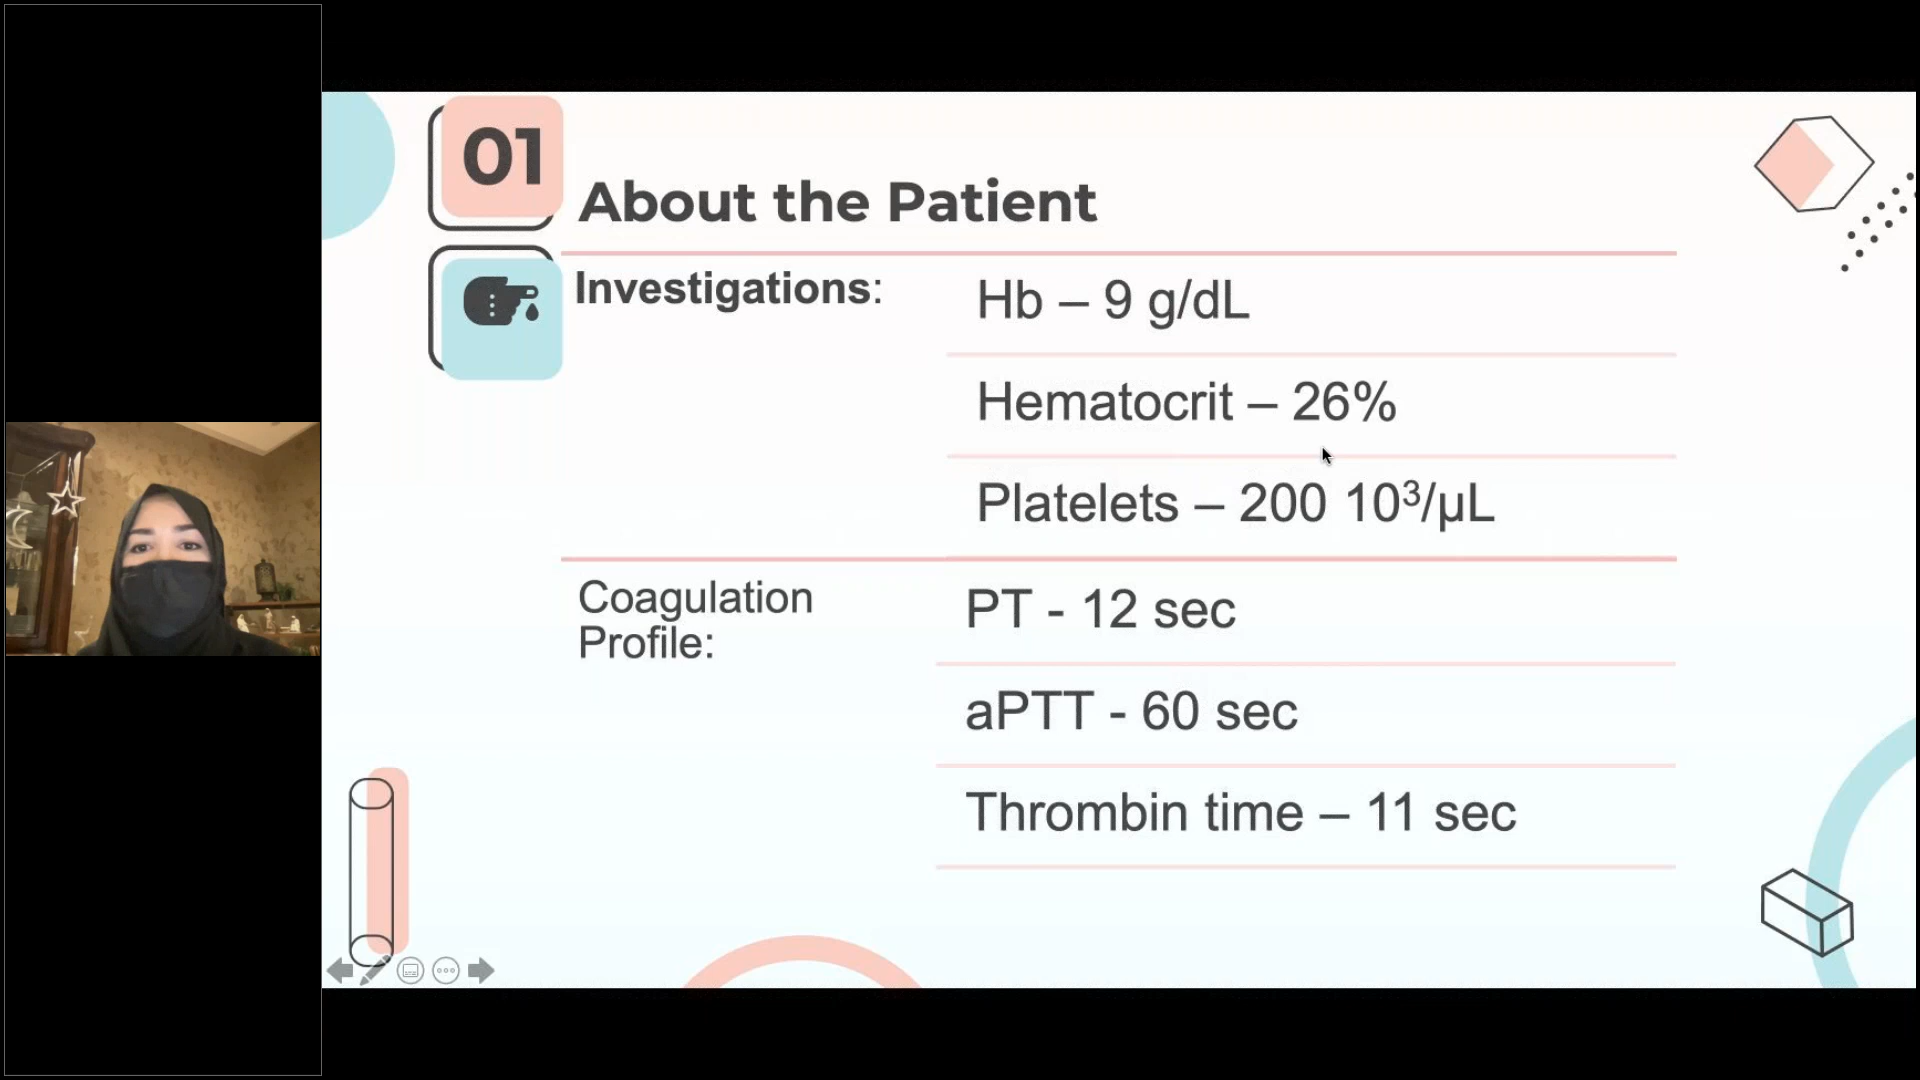 01
About the Patient
Investigations:
Hb – 9 g/dL
Hematocrit – 26%
Platelets – 200 10³/μL
Coagulation
Profile:
PT - 12 sec
aPTT - 60 sec
Thrombin time – 11 sec